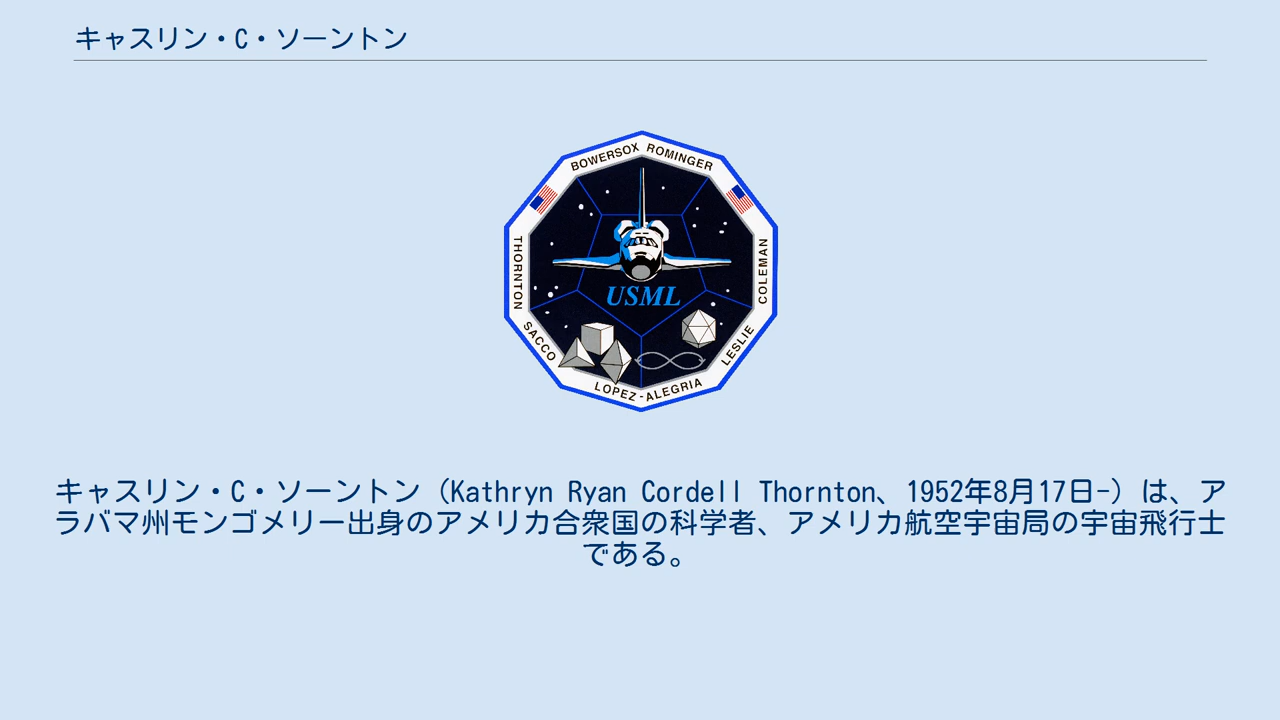 キャスリン・C・ソーントン
BOWERSOX ROMINGER
THORNTON
COLEMAN
USML
SACCO
LESLIE
LOPEZ-ALEGRIA
キャスリン・C・ソーントン（Kathryn Ryan Cordell Thornton、1952年8月17日-）は、ア
ラバマ州モンゴメリー出身のアメリカ合衆国の科学者、アメリカ航空宇宙局の宇宙飛行士
である。